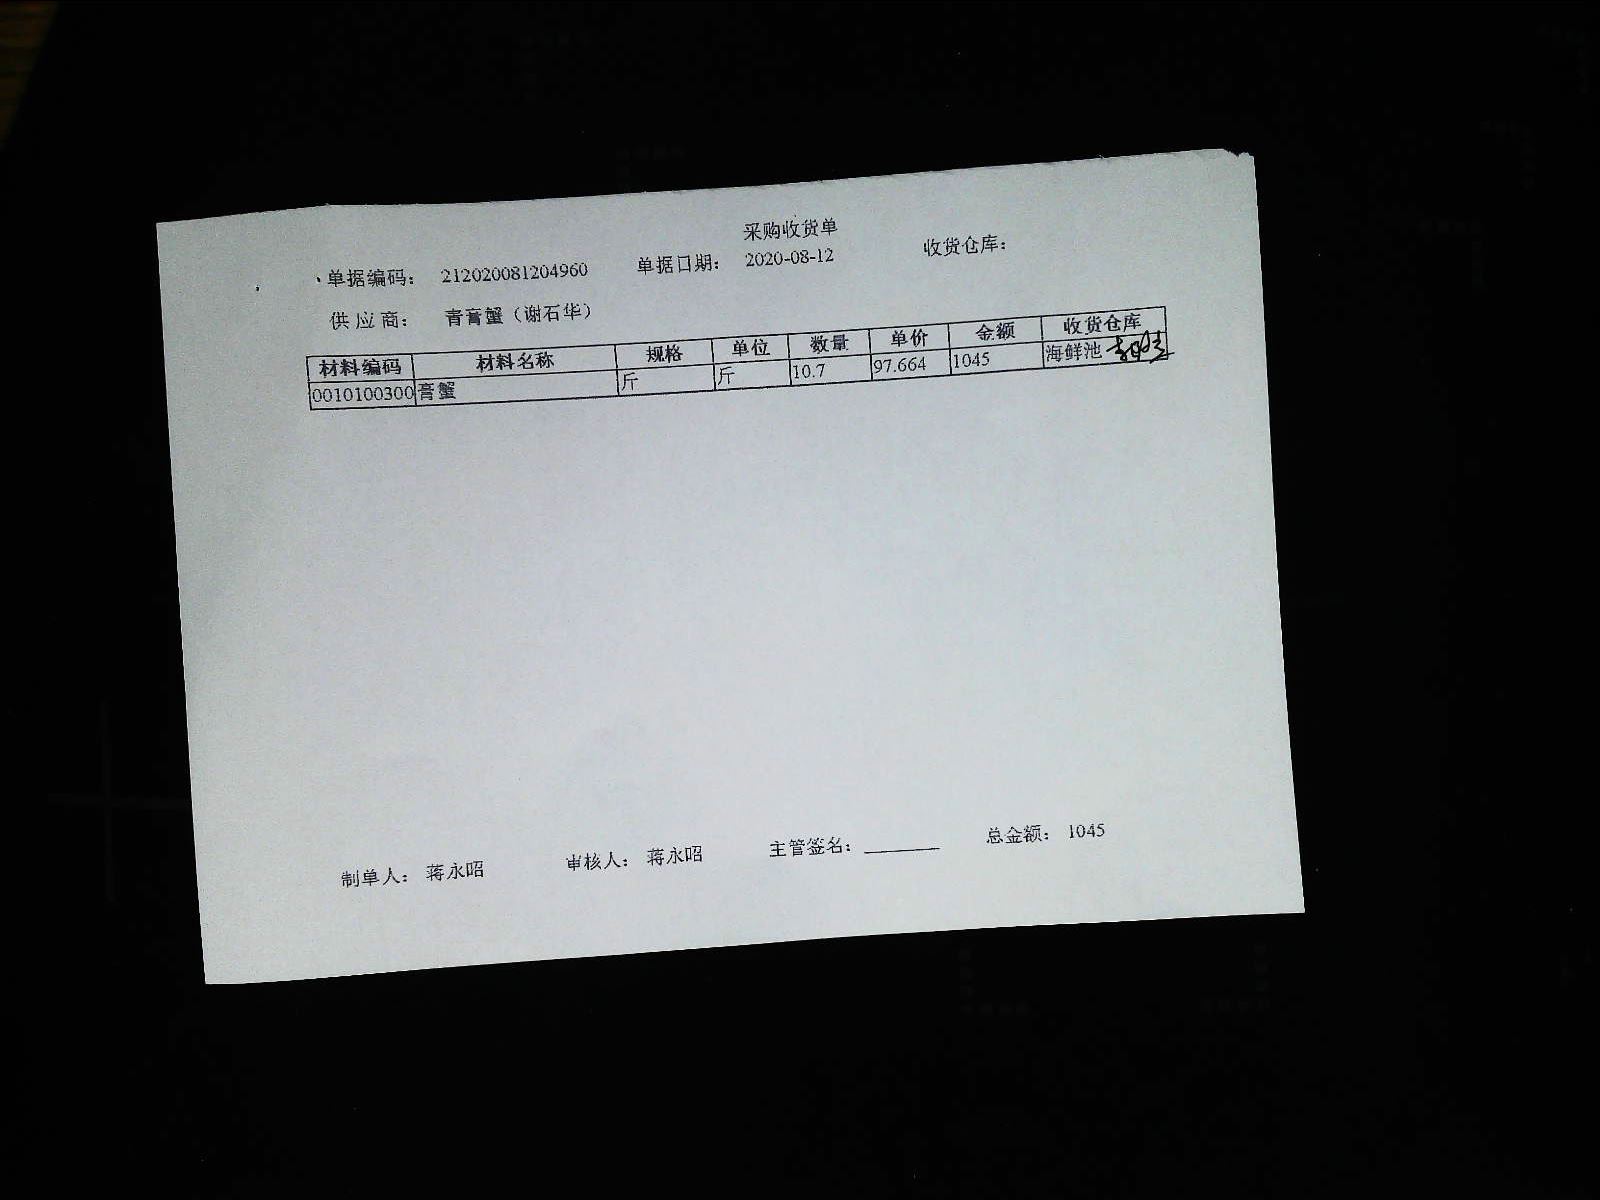 采购收货单
单据编码： 212020081204960 单据日期： 2020-08-12 收货仓库：
供应商： 青膏蟹（谢石华）
材料编码 材料名称 规格 单位 数量 单价 金额 收货仓库
0010100300 膏蟹 斤 斤 10.7 97.664 1045 海鲜池
制单人： 蒋永昭 审核人： 蒋永昭 主管签名： 总金额： 1045